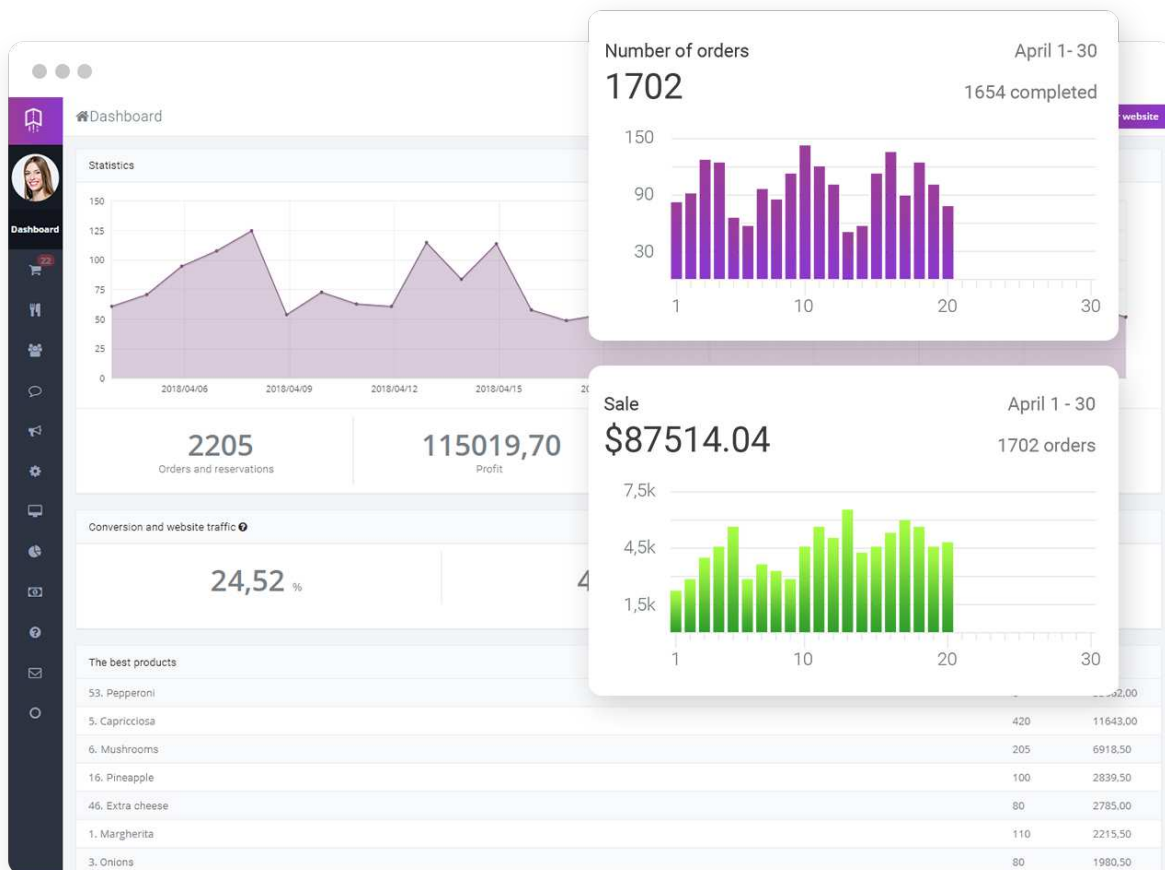 Number of orders
April 1- 30
1702
1654 completed
150
90
30
1
10
20
30
Sale
April 1 - 30
$87514.04
1702 orders
7,5k
4,5k
1,5k
1
10
20
30
Dashboard
website
Dashboard
22
Statistics
150
125
100
75
50
25
0
2018/04/06
2018/04/09
2018/04/12
2018/04/15
2205
Orders and reservations
115019,70
Profit
Conversion and website traffic
24,52 %
4
The best products
53. Pepperoni
5. Capricciosa 420 11643,00
6. Mushrooms 205 6918,50
16. Pineapple 100 2839,50
46. Extra cheese 80 2785,00
1. Margherita 110 2215,50
3. Onions 80 1980,50